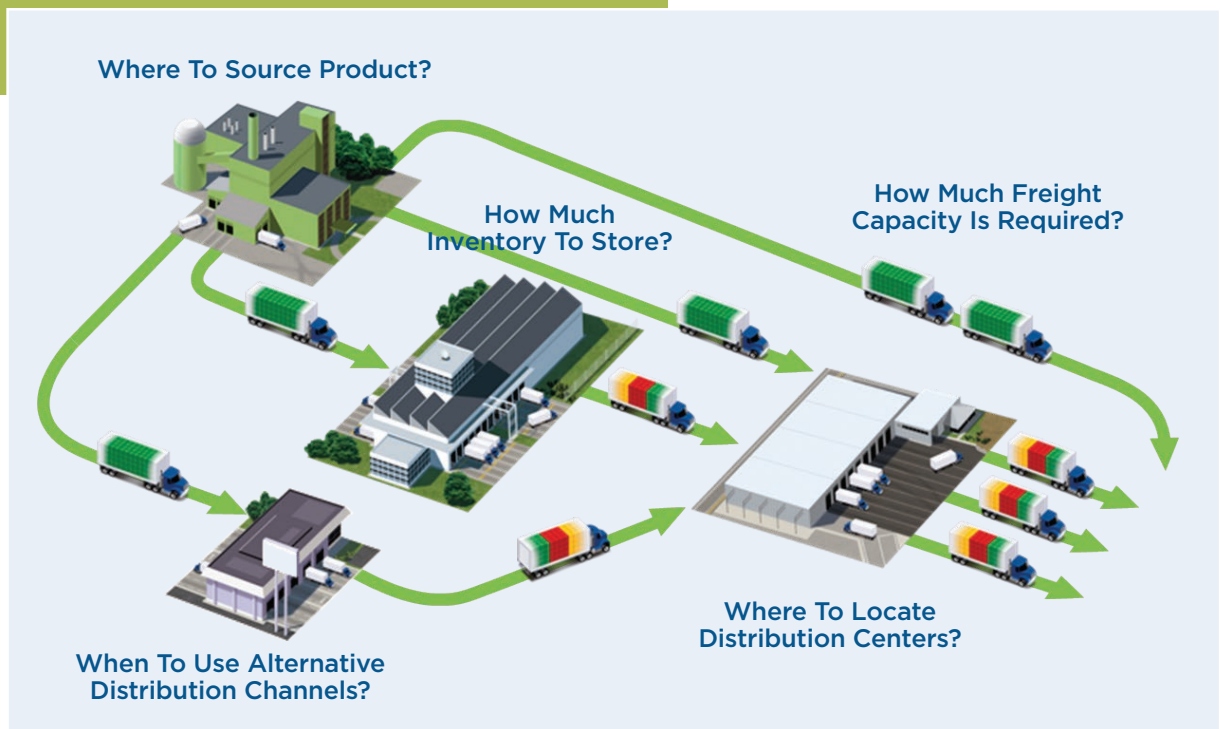 Where To Source Product?
How Much
Inventory To Store?
How Much Freight
Capacity Is Required?
Where To Locate
Distribution Centers?
When To Use Alternative
Distribution Channels?